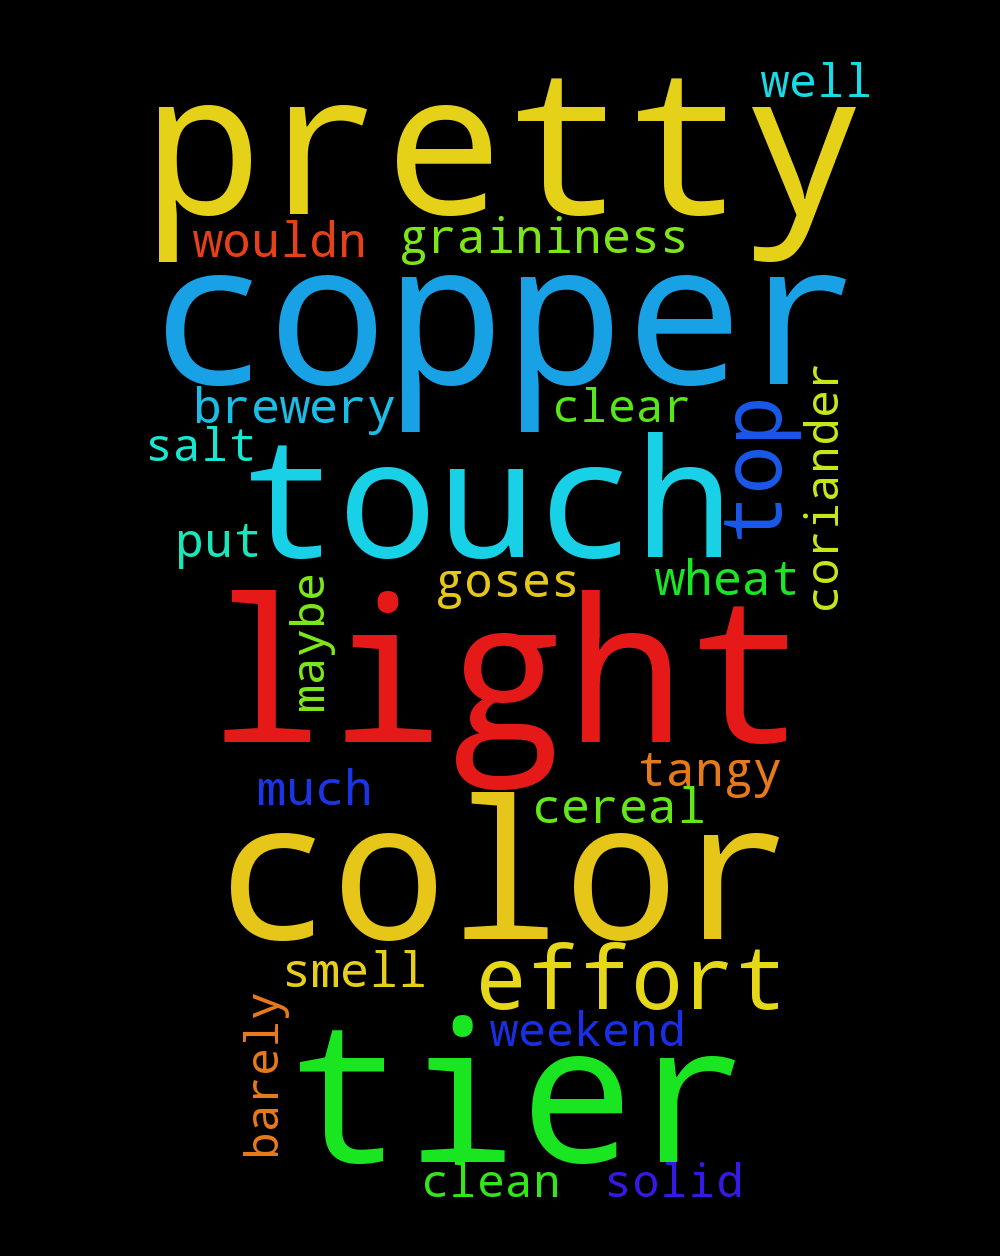 well
pretty
wouldn graininess
copper
brewery clear
top
coriander
salt
touch
put
goses wheat
maybe
light
tangy
much cereal
color
smell effort
weekend
barely
tier
clean solid